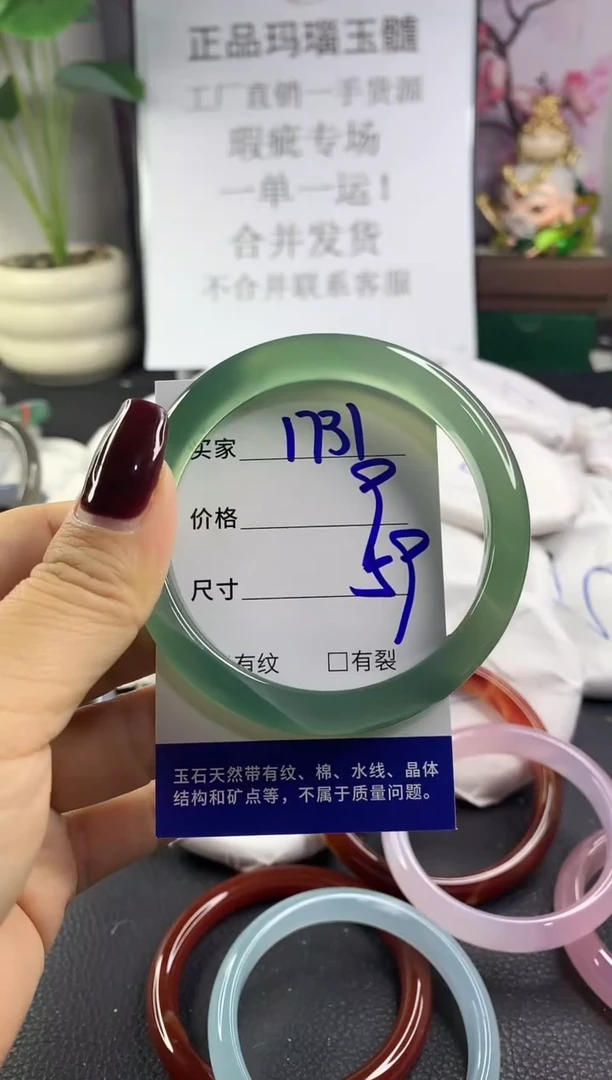 正品玛瑙玉髓
工厂直销一手货源
瑕疵专场
一单一运!
合并发货
不合并联系客服
买家 1731
价格
尺寸 59
有纹 □有裂
玉石天然带有纹、棉、水线、晶体
结构和矿点等，不属于质量问题。